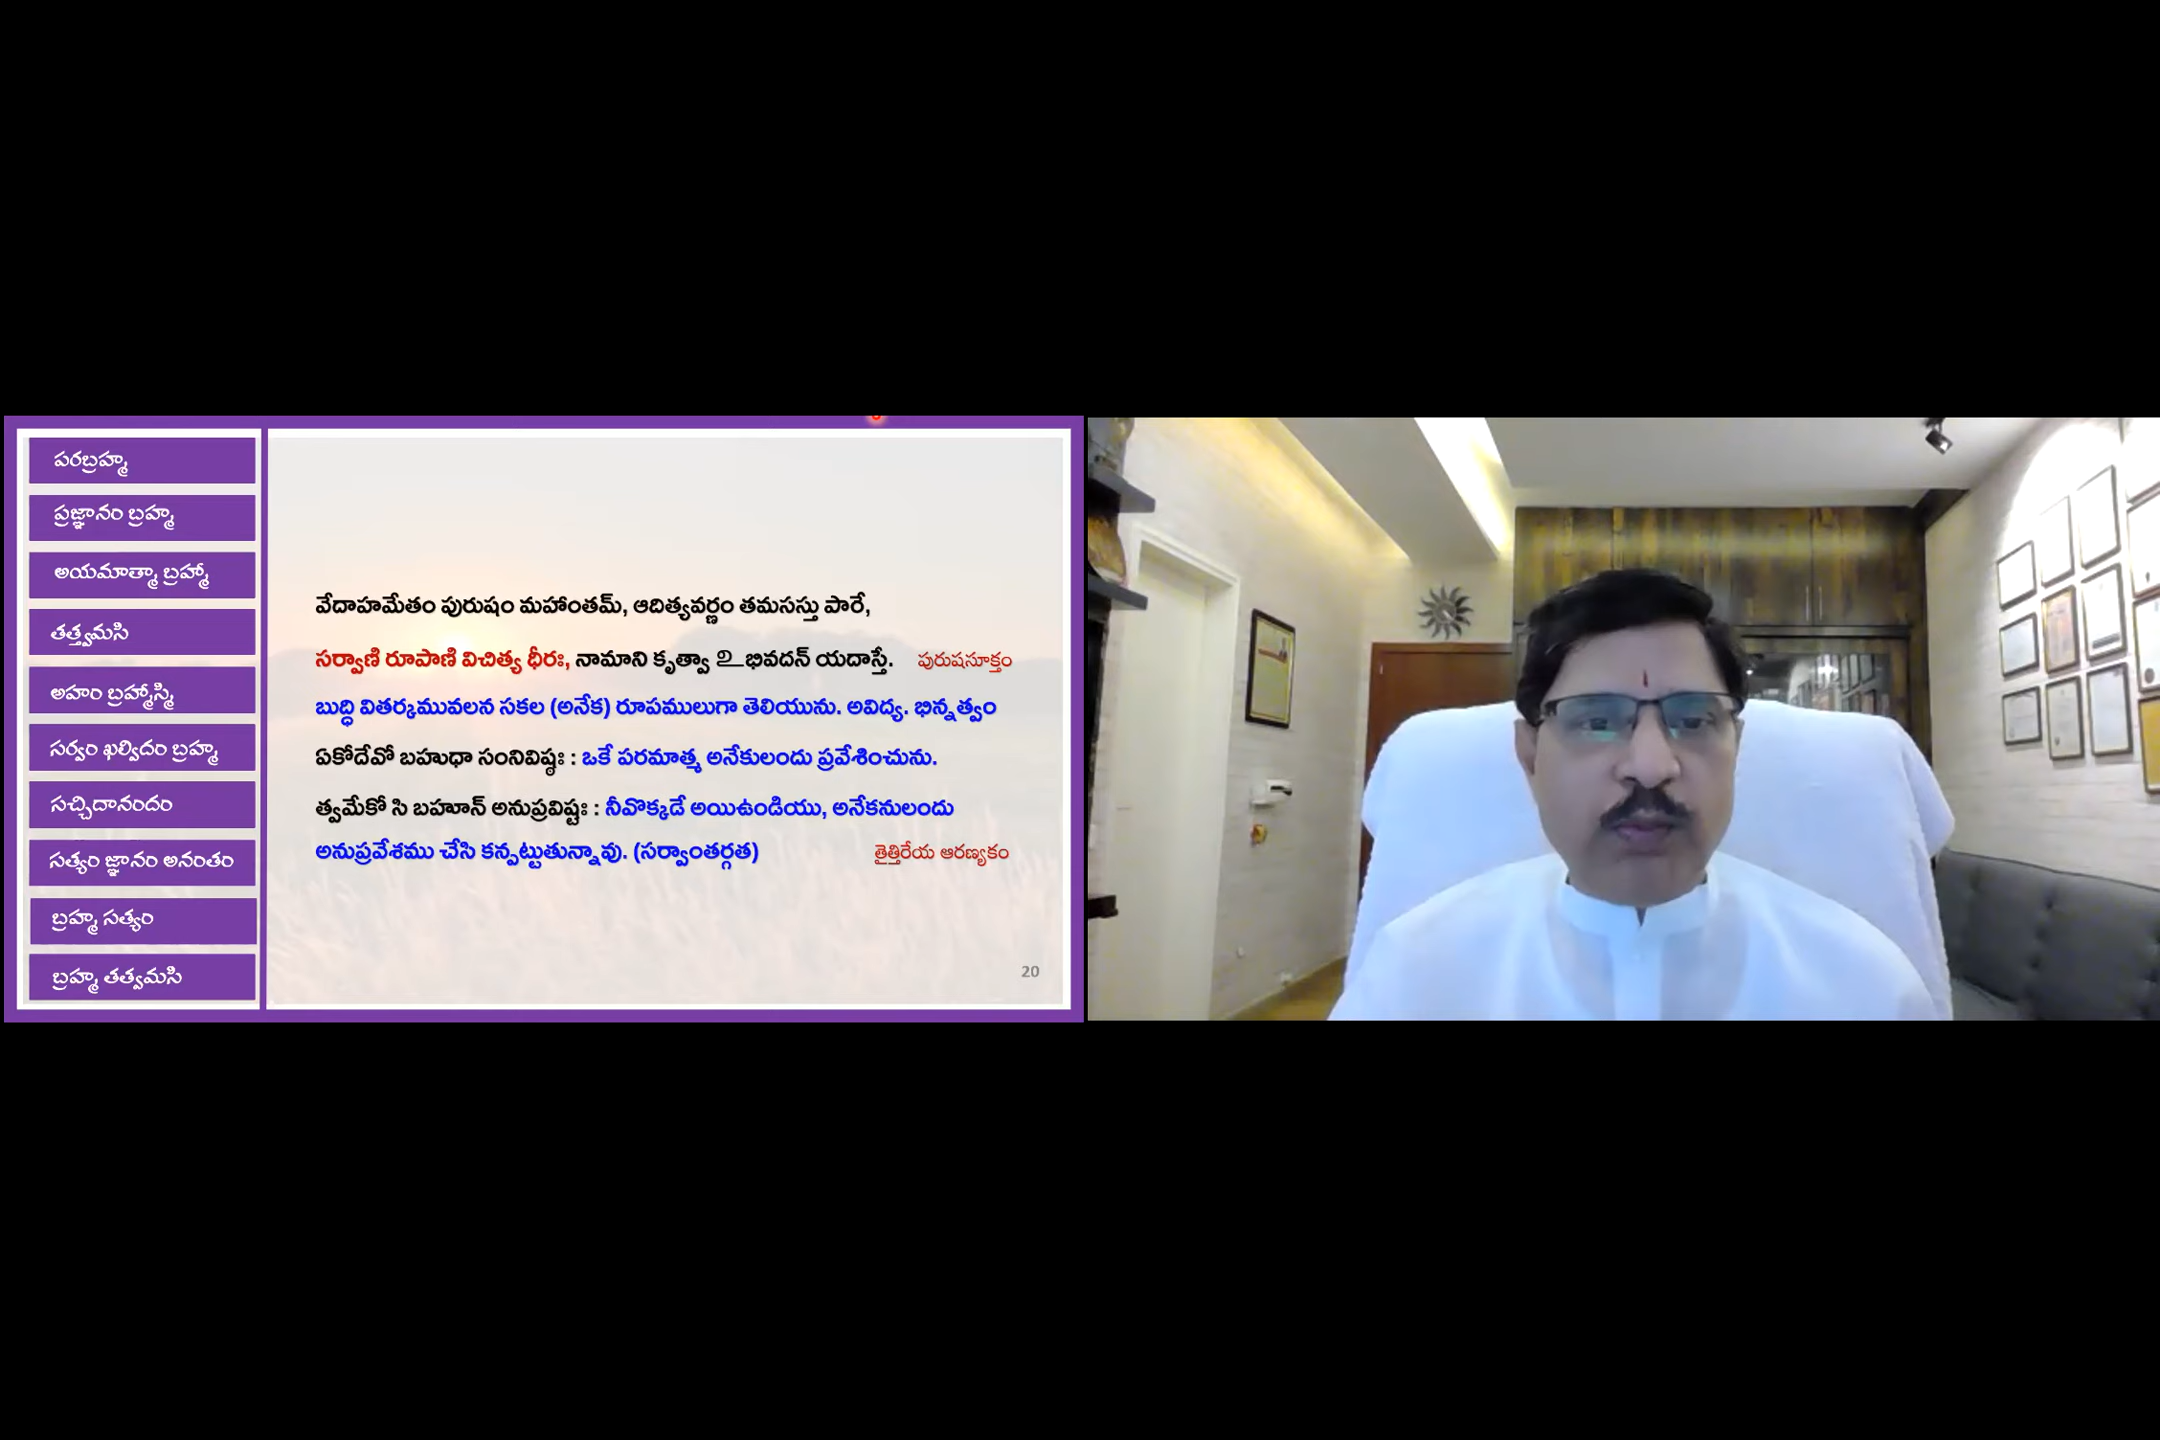 పరబ్రహ్మ
ప్రజ్ఞానం బ్రహ్మ
అయమాత్మా బ్రహ్మా
తత్త్వమసి
అహం బ్రహ్మాస్మి
సర్వం ఖల్విదం బ్రహ్మ
సచ్చిదానందం
సత్యం జ్ఞానం అనంతం
బ్రహ్మ సత్యం
బ్రహ్మ తత్వమసి
వేదాహమేతం పురుషం మహాంతమ్, ఆదిత్యవర్ణం తమసస్తు పారే,
సర్వాణి రూపాణి విచిత్య ధీరః, నామాని కృత్వా உభివదన్ యదాస్తే. పురుషసూక్తం
బుద్ధి వితర్కమువలన సకల (అనేక) రూపములుగా తెలియును. అవిద్య. భిన్నత్వం
ఏకోదేవో బహుధా సంనివిష్ఠః : ఒకే పరమాత్మ అనేకులందు ప్రవేశించును.
త్వమేకో సి బహూన్ అనుప్రవిష్టః : నీవొక్కడే అయిఉండియు, అనేకనులందు
అనుప్రవేశము చేసి కన్పట్టుతున్నావు. (సర్వాంతర్గత) తైత్తిరేయ ఆరణ్యకం
20